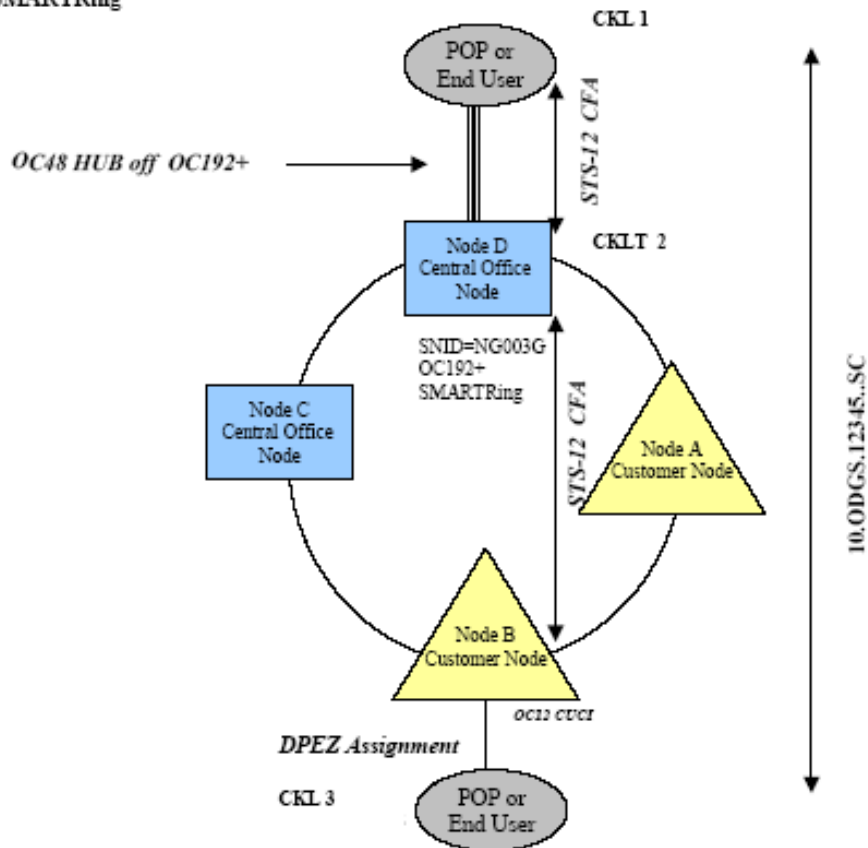 SMARTRing
CKL 1
POP or
End User
STS-12 CFA
OC48 HUB off OC192+
Node D
Central Office
Node
CKLT 2
SNID=NG003G
OC192+
SMARTRing
STS-12 CFA
Node C
Central Office
Node
Node A
Customer Node
10.ODGS.12345..SC
Node B
Customer Node
OC12 CUCI
DPEZ Assignment
CKL 3
POP or
End User